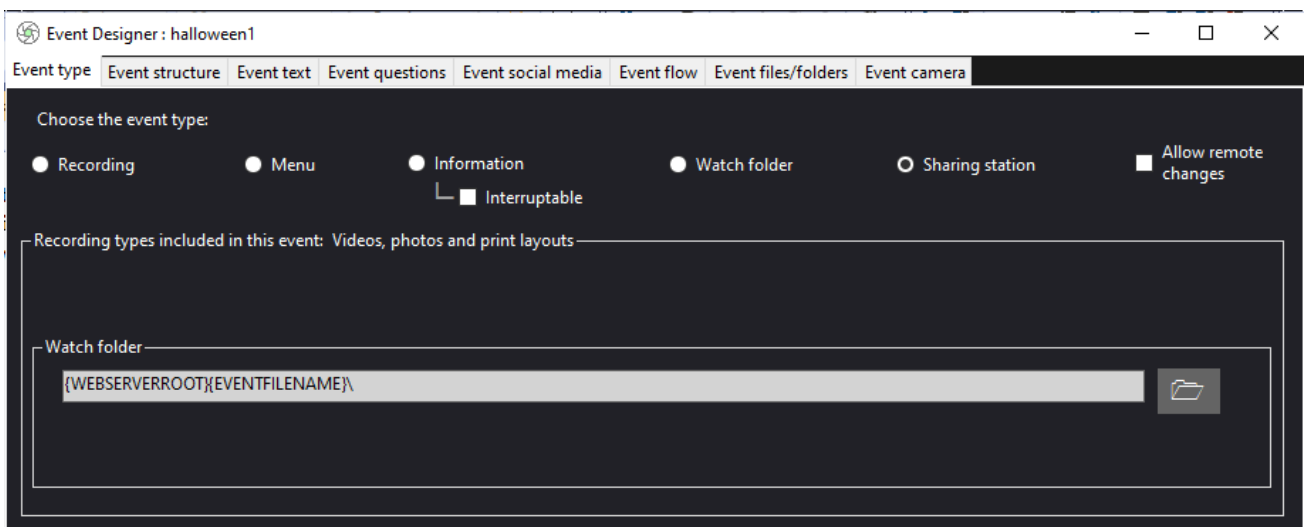 Event Designer : halloween1
Event type Event structure Event text Event questions Event social media Event flow Event files/folders Event camera
Choose the event type:
Recording Menu Information Watch folder Sharing station Allow remote
changes
Interruptable
Recording types included in this event: Videos, photos and print layouts
Watch folder
{WEBSERVERROOT}{EVENTFILENAME}\